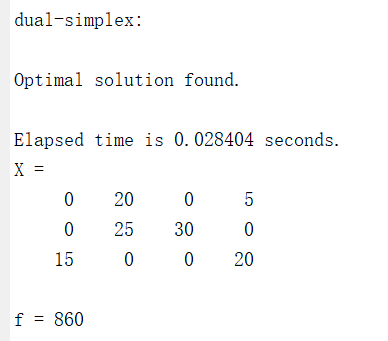 dual-simplex:
Optimal solution found.
Elapsed time is 0.028404 seconds.
X =
0 20 0 5
0 25 30 0
15 0 0 20
f = 860